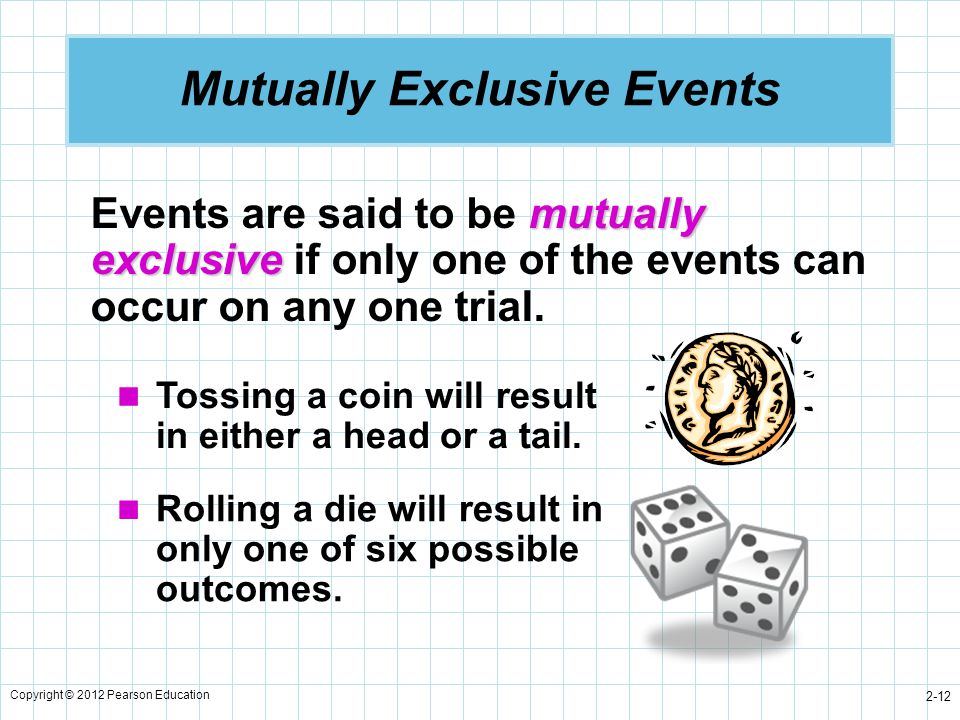 Mutually Exclusive Events
Events are said to be mutually
exclusive if only one of the events can
occur on any one trial.
Tossing a coin will result
in either a head or a tail.
Rolling a die will result in
only one of six possible
outcomes.
Copyright © 2012 Pearson Education
2-12